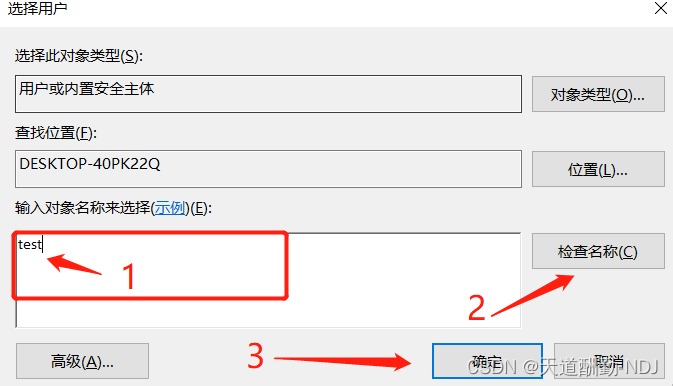 选择用户
选择此对象类型(S):
用户或内置安全主体
对象类型(O)...
查找位置(F):
DESKTOP-40PK22Q
位置(L)...
输入对象名称来选择(示例)(E):
test
检查名称(C)
1
2
高级(A)...
3
确定
取消
CSDN @天道酬勤-NDJ